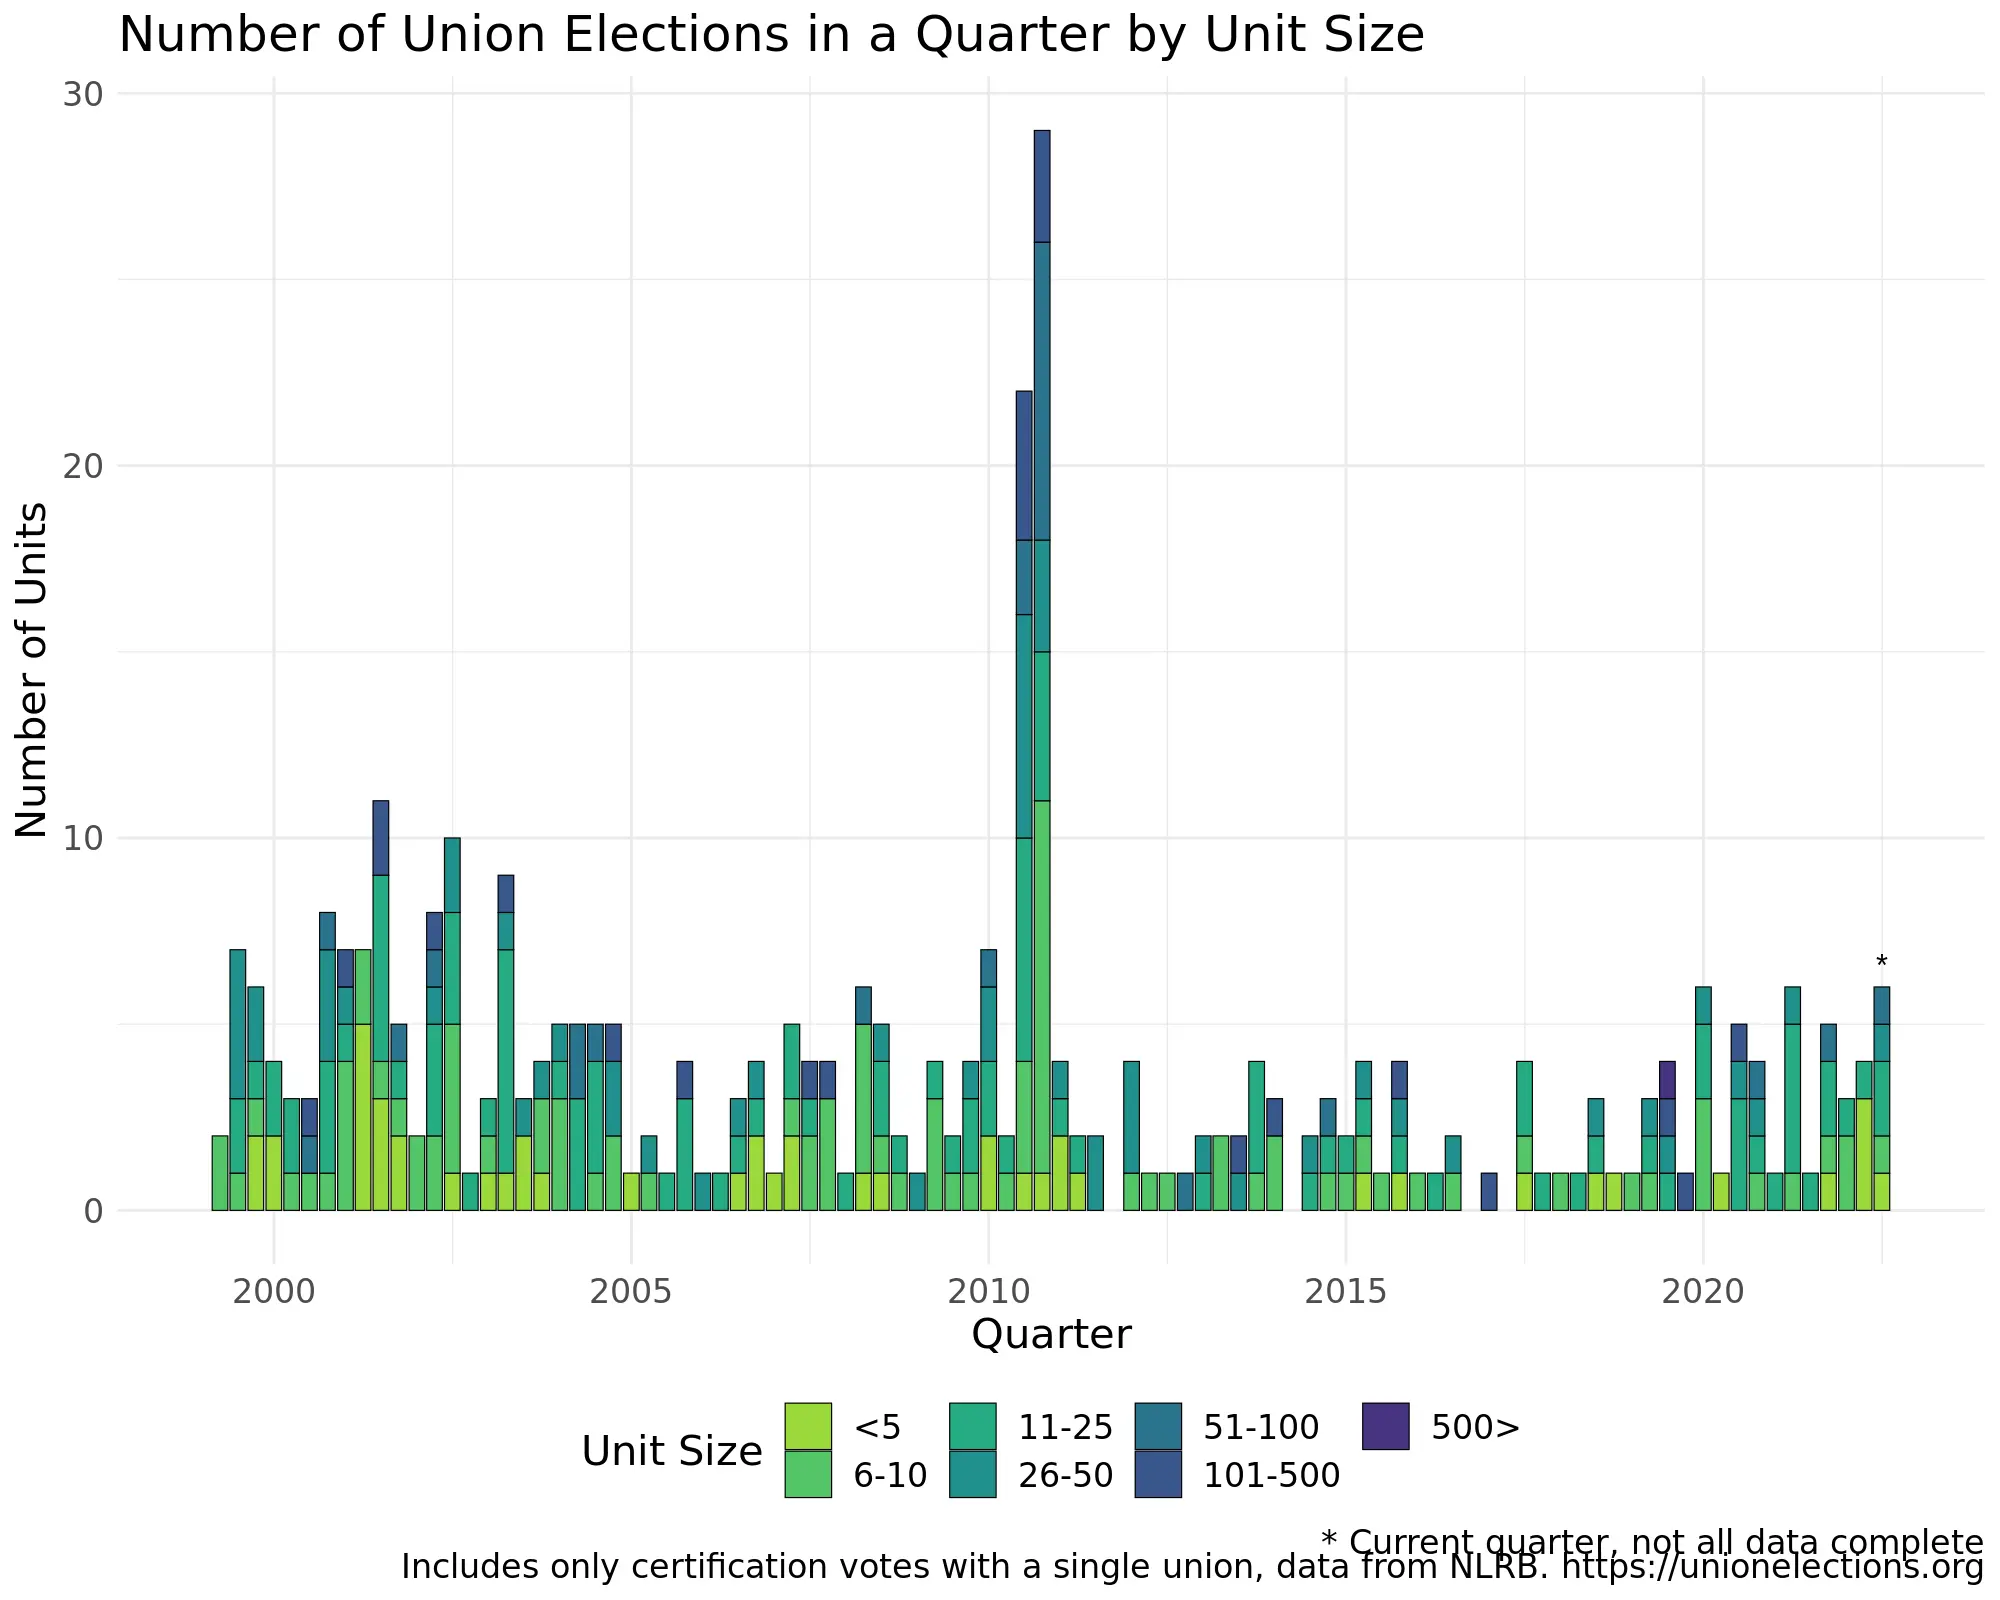 Number of Union Elections in a Quarter by Unit Size
Number of Units
30
20
10
0
*
2000 2005 2010 2015 2020
Quarter
Unit Size
<5 11-25 51-100 500>
6-10 26-50 101-500
* Current quarter, not all data complete
Includes only certification votes with a single union, data from NLRB. https://unionelections.org